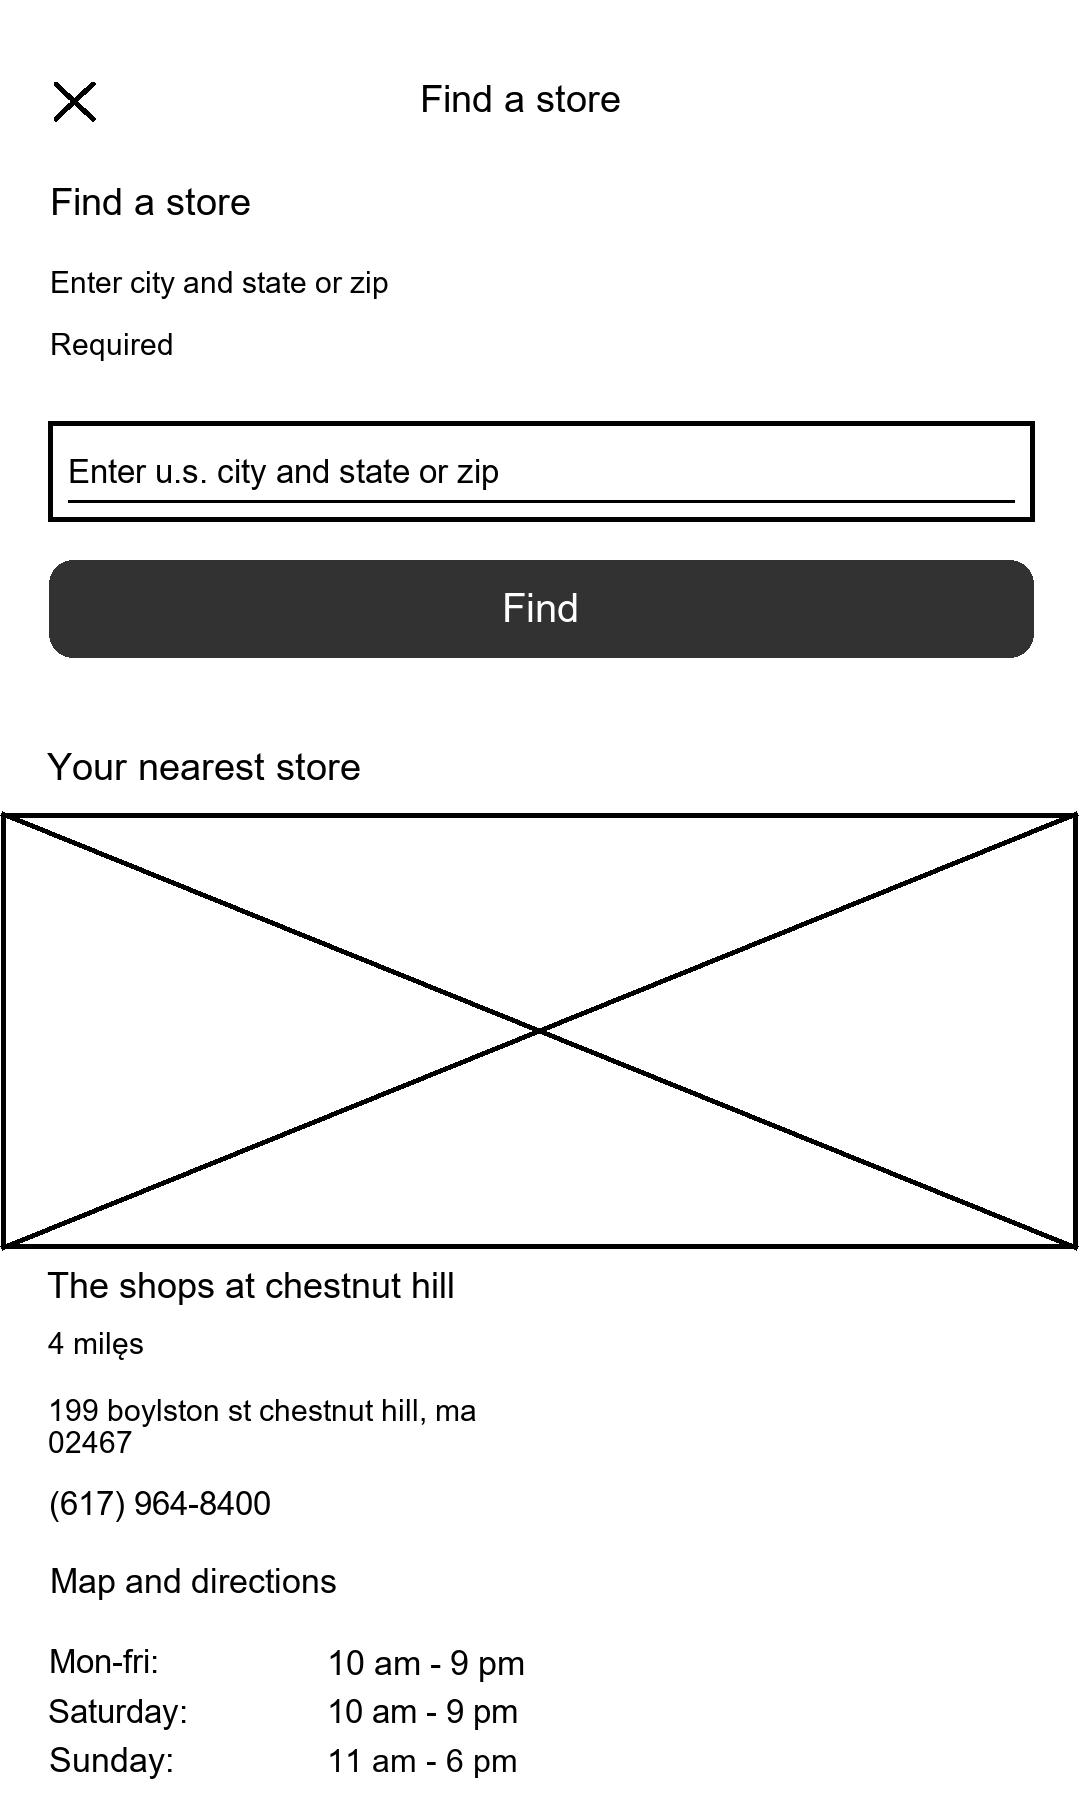 Find a store
Find a store
Enter city and state or zip
Required
Enter u.s. city and state or zip
Find
Your nearest store
The shops at chestnut hill
4 milęs
199 boylston st chestnut hill, ma
02467
(617) 964-8400
Map and directions
Mon-fri: 10 am - 9 pm
Saturday: 10 am - 9 pm
Sunday: 11 am - 6 pm